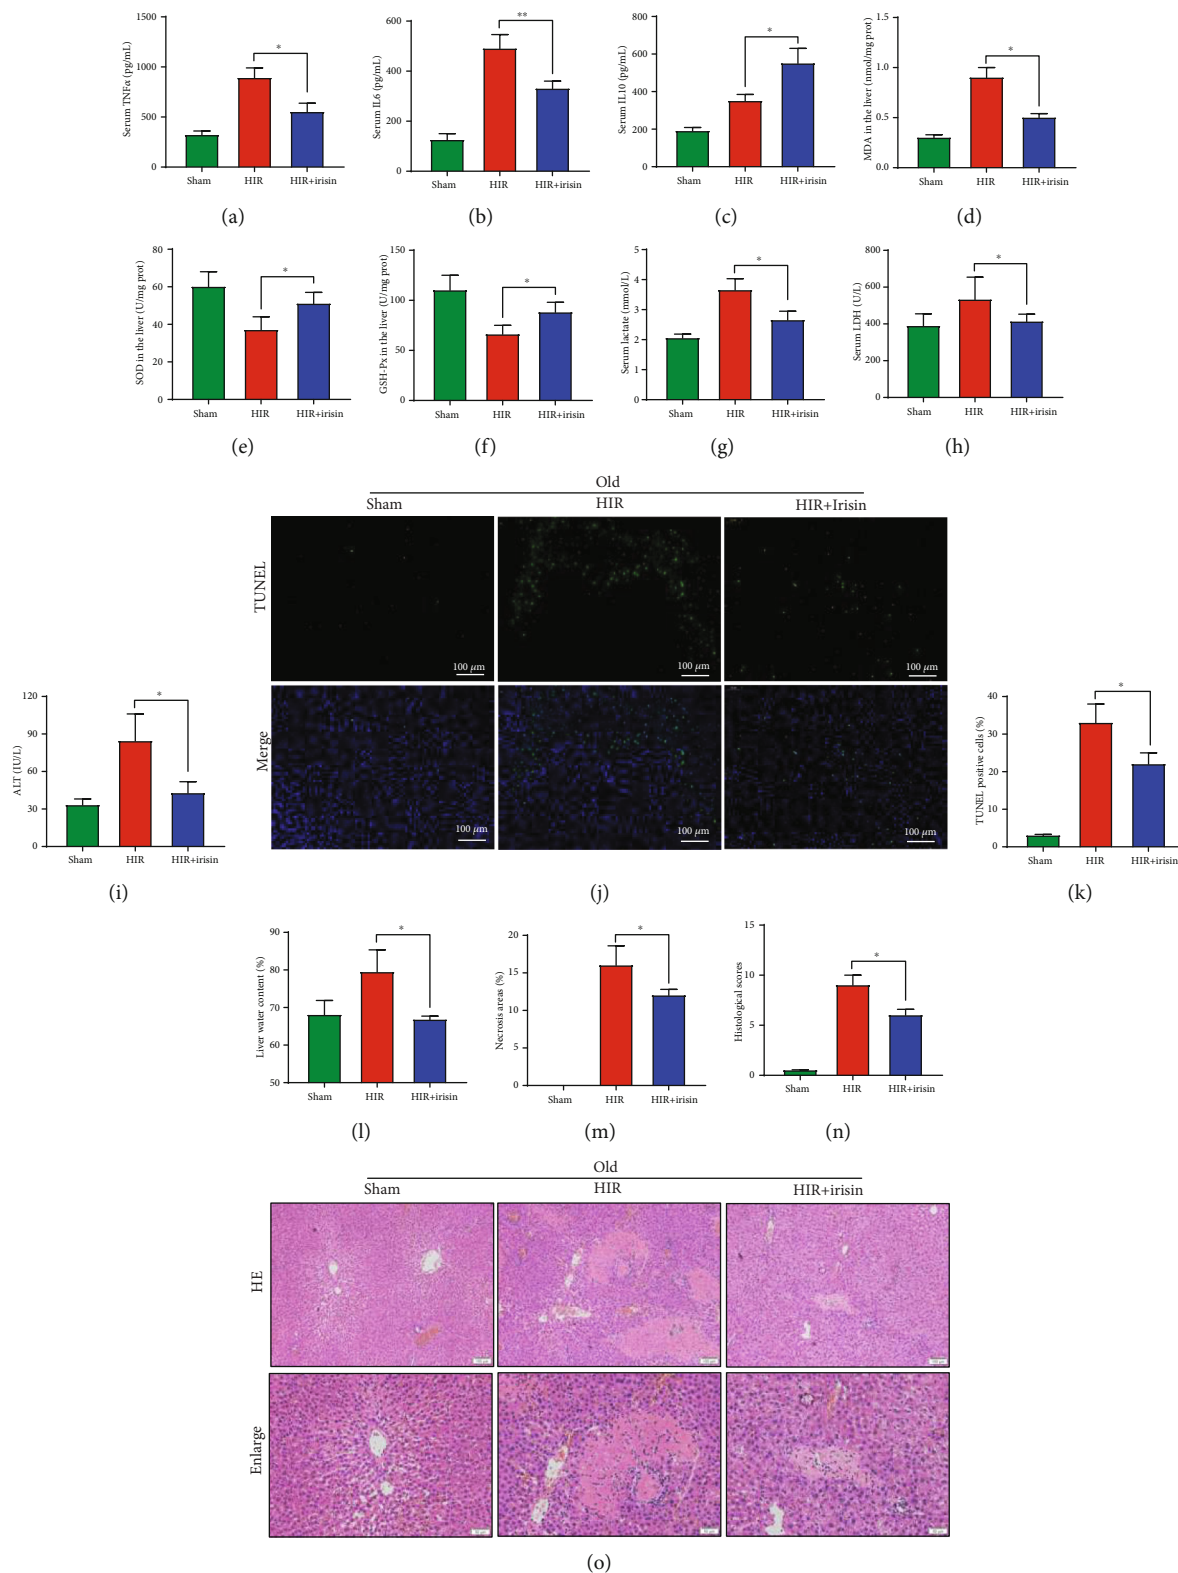 Serum TNFα (pg/mL)
1500
1000
500
0
Sham HIR HIR+irisin
*
(a)
Serum IL6 (pg/mL)
600
400
200
0
Sham HIR HIR+irisin
**
(b)
Serum IL10 (pg/mL)
800
600
400
200
0
Sham HIR HIR+irisin
*
(c)
MDA in the liver (nmol/mg prot)
1.5
1.0
0.5
0.0
Sham HIR HIR+irisin
*
(d)
SOD in the liver (U/mg prot)
80
60
40
20
0
Sham HIR HIR+irisin
*
(e)
GSH-Px in the liver (U/mg prot)
150
100
50
0
Sham HIR HIR+irisin
*
(f)
Serum lactate (mmol/L)
5
4
3
2
1
0
Sham HIR HIR+irisin
*
(g)
Serum LDH (U/L)
800
600
400
200
0
Sham HIR HIR+irisin
*
(h)
ALT (IU/L)
120
90
60
30
0
Sham HIR HIR+irisin
*
(i)
Old
Sham HIR HIR+Irisin
TUNEL
100 μm 100 μm 100 μm
Merge
100 μm 100 μm 100 μm
(j)
TUNEL positive cells (%)
40
30
20
10
0
Sham HIR HIR+irisin
*
(k)
Liver water content (%)
90
80
70
60
50
Sham HIR HIR+irisin
*
(l)
Necrosis areas (%)
20
15
10
5
0
Sham HIR HIR+irisin
*
(m)
Histological scores
15
10
5
0
Sham HIR HIR+irisin
*
(n)
Old
Sham HIR HIR+irisin
HE
Enlarge
(o)